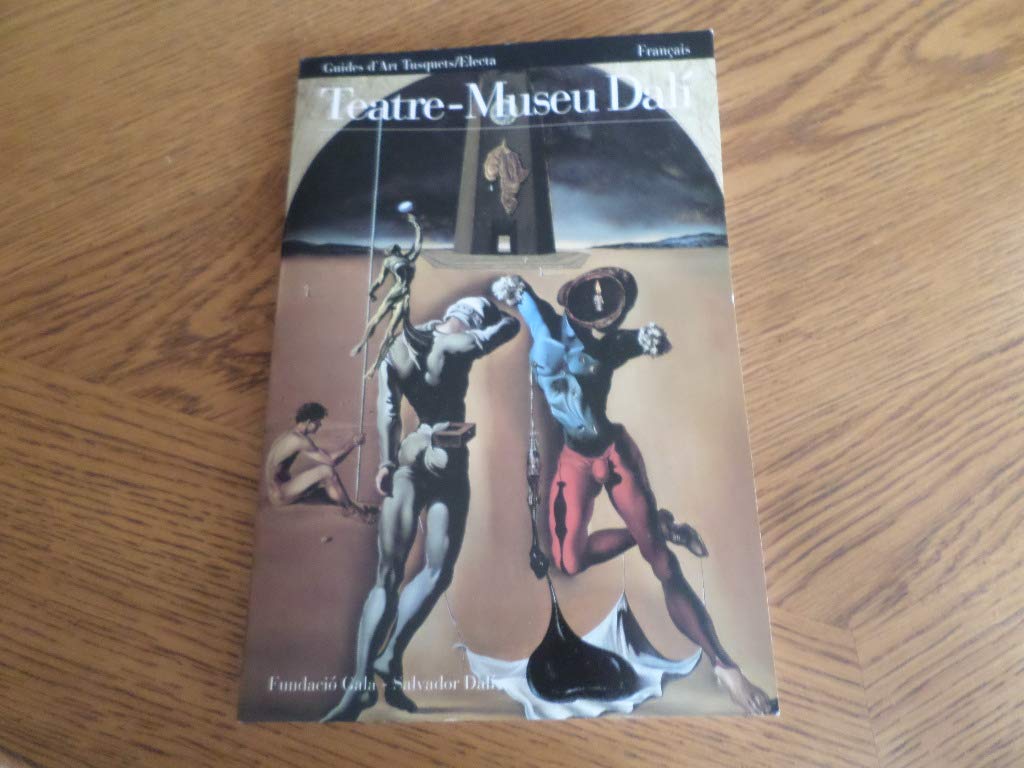 Guides d'Art Tusquets/Electa
Français
Teatre-Museu Dalí
Fundació Gala - Salvador Dalí